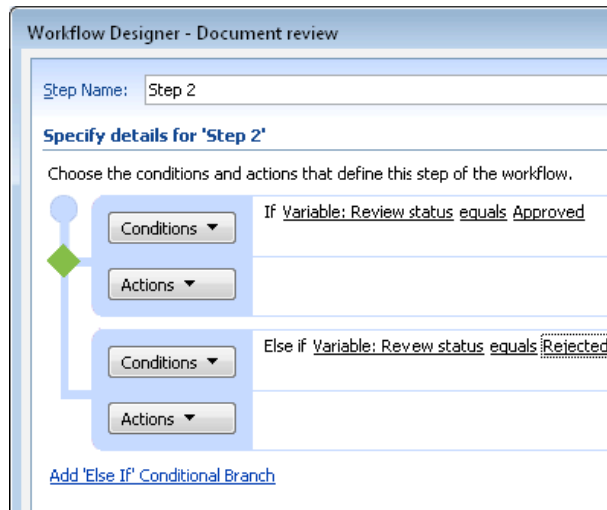 Workflow Designer - Document review
Step Name: Step 2
Specify details for 'Step 2'
Choose the conditions and actions that define this step of the workflow.
Conditions
If Variable: Review status equals Approved
Actions
Conditions
Else if Variable: Revew status equals Rejected
Actions
Add 'Else If' Conditional Branch